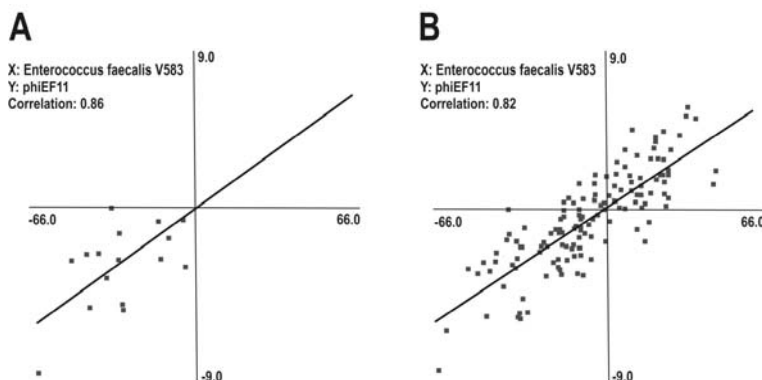 A
9.0
X: Enterococcus faecalis V583
Y: phiEF11
Correlation: 0.86
-66.0
66.0
-9.0
B
9.0
X: Enterococcus faecalis V583
Y: phiEF11
Correlation: 0.82
-66.0
66.0
-9.0